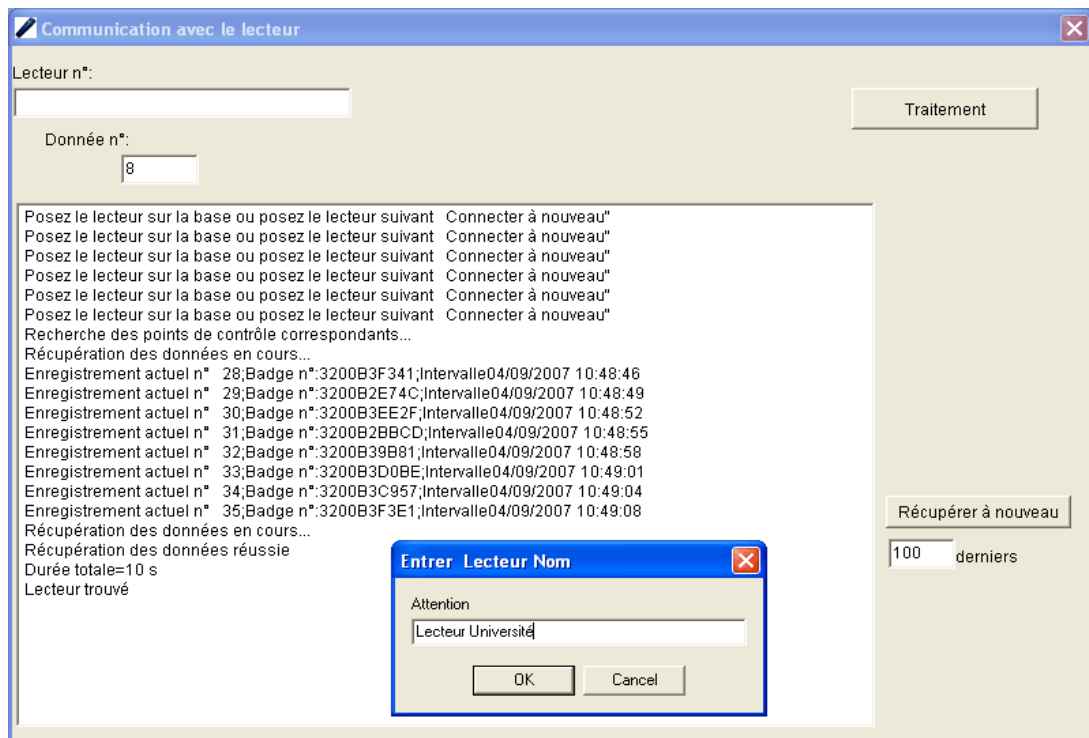 Communication avec le lecteur
Lecteur n°:
Traitement
Donnée n°:
8
Posez le lecteur sur la base ou posez le lecteur suivant Connecter à nouveau"
Posez le lecteur sur la base ou posez le lecteur suivant Connecter à nouveau"
Posez le lecteur sur la base ou posez le lecteur suivant Connecter à nouveau"
Posez le lecteur sur la base ou posez le lecteur suivant Connecter à nouveau"
Posez le lecteur sur la base ou posez le lecteur suivant Connecter à nouveau"
Posez le lecteur sur la base ou posez le lecteur suivant Connecter à nouveau"
Recherche des points de contrôle correspondants...
Récupération des données en cours...
Enregistrement actuel n° 28;Badge n°:3200B3F341;Intervalle04/09/2007 10:48:46
Enregistrement actuel n° 29;Badge n°:3200B2E74C;Intervalle04/09/2007 10:48:49
Enregistrement actuel n° 30;Badge n°:3200B3EE2F;Intervalle04/09/2007 10:48:52
Enregistrement actuel n° 31;Badge n°:3200B2BBCD;Intervalle04/09/2007 10:48:55
Enregistrement actuel n° 32;Badge n°:3200B39B81;Intervalle04/09/2007 10:48:58
Enregistrement actuel n° 33;Badge n°:3200B3D0BE;Intervalle04/09/2007 10:49:01
Enregistrement actuel n° 34;Badge n°:3200B3C957;Intervalle04/09/2007 10:49:04
Enregistrement actuel n° 35;Badge n°:3200B3F3E1;Intervalle04/09/2007 10:49:08
Récupération des données en cours...
Récupération des données réussie
Durée totale=10 s
Lecteur trouvé
Récupérer à nouveau
100 derniers
Entrer Lecteur Nom
Attention
Lecteur Université
OK Cancel